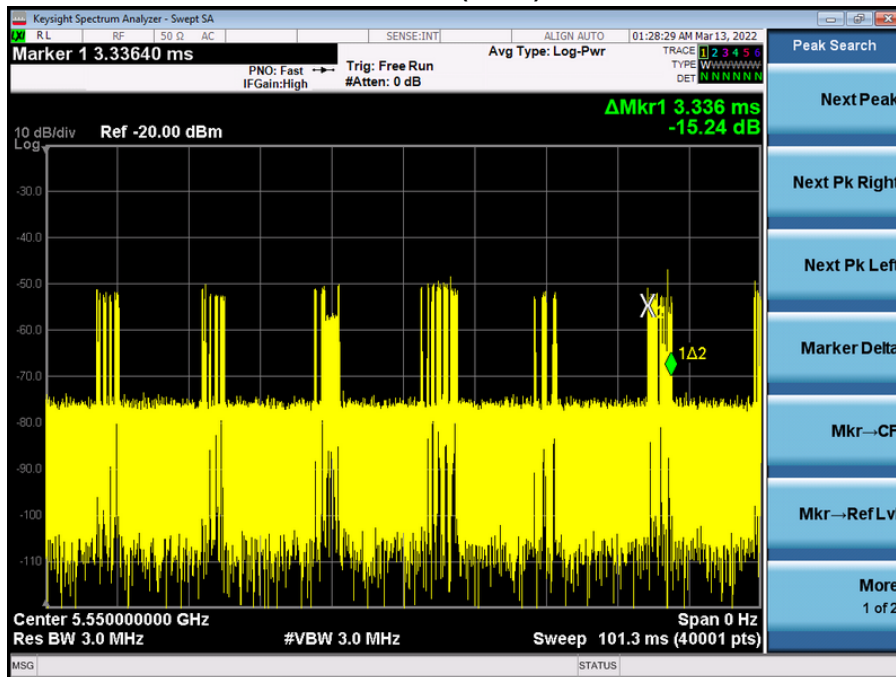 Keysight Spectrum Analyzer - Swept SA
LXI RL RF 50 Ω AC SENSE:INT ALIGN AUTO 01:28:29 AM Mar 13, 2022
Marker 1 3.33640 ms
PNO: Fast
IFGain:High
Trig: Free Run
#Atten: 0 dB
Avg Type: Log-Pwr
TRACE 1 2 3 4 5 6
TYPE W
DET N N N N N N
ΔMkr1 3.336 ms
-15.24 dB
10 dB/div Ref -20.00 dBm
Log
-30.0
-40.0
-50.0
-60.0
-70.0
-80.0
-90.0
-100
-110
1Δ2
Center 5.550000000 GHz Span 0 Hz
Res BW 3.0 MHz #VBW 3.0 MHz Sweep 101.3 ms (40001 pts)
MSG STATUS
Peak Search
Next Peak
Next Pk Right
Next Pk Left
Marker Delta
Mkr→CF
Mkr→Ref Lvl
More
1 of 2